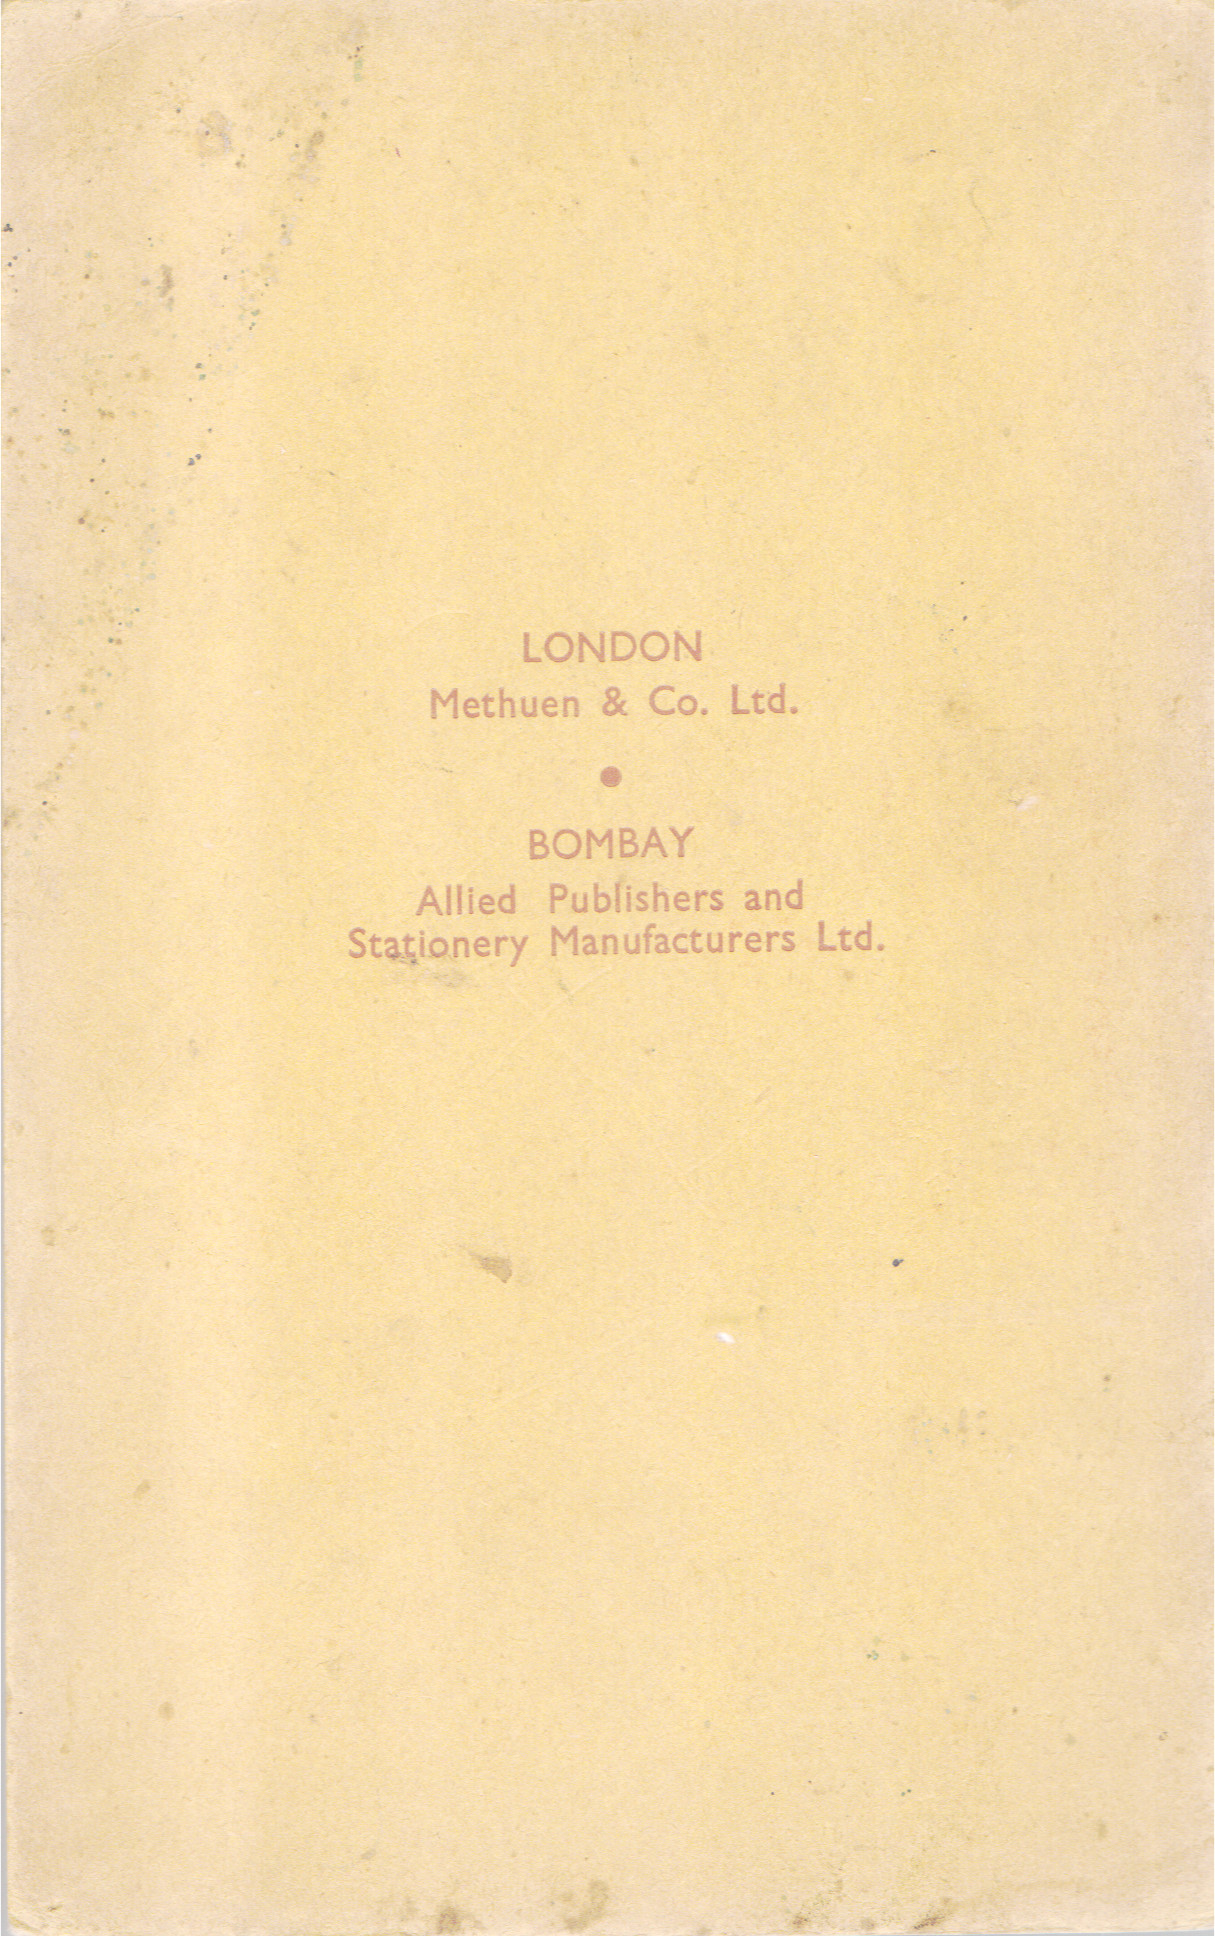 LONDON
Methuen & Co. Ltd.
BOMBAY
Allied Publishers and
Stationery Manufacturers Ltd.